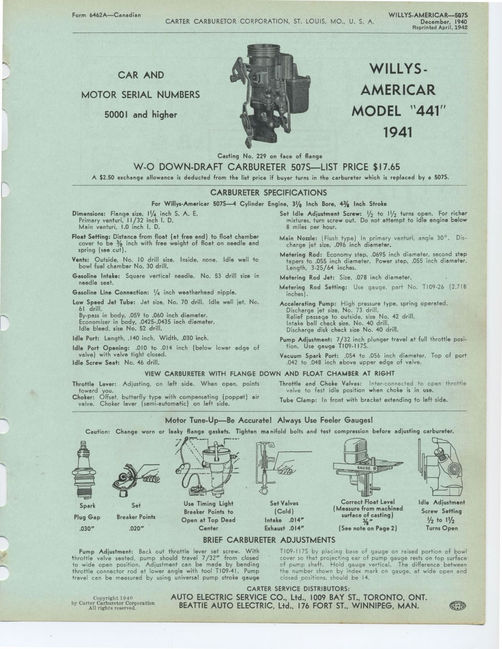 Form 6462A—Canadian
CARTER CARBURETOR CORPORATION, ST. LOUIS, MO., U. S. A.
WILLYS-AMERICAR—507S
December, 1940
Reprinted April, 1942
CAR AND
MOTOR SERIAL NUMBERS
50001 and higher
WILLYS-
AMERICAR
MODEL "441"
1941
Casting No. 229 on face of flange
W-O DOWN-DRAFT CARBURETER 507S—LIST PRICE $17.65
A $2.50 exchange allowance is deducted from the list price if buyer turns in the carbureter which is replaced by a 507S.
CARBURETER SPECIFICATIONS
For Willys-Americar 507S—4 Cylinder Engine, 3⅛ Inch Bore, 4⅜ Inch Stroke
Dimensions: Flange size, 1¼ inch S. A. E.
Primary venturi, 11/32 inch I. D.
Main venturi, 1.0 inch I. D.
Float Setting: Distance from float (at free end) to float chamber
cover to be ⅜ inch with free weight of float on needle and
spring (see cut).
Vents: Outside, No. 10 drill size. Inside, none. Idle well to
bowl fuel chamber No. 30 drill.
Gasoline Intake: Square vertical needle. No. 53 drill size in
needle seat.
Gasoline Line Connection: ¼ inch weatherhead nipple.
Low Speed Jet Tube: Jet size, No. 70 drill. Idle well jet, No.
61 drill.
By-pass in body, .059 to .060 inch diameter.
Economizer in body, .0425-.0435 inch diameter.
Idle bleed, size No. 52 drill.
Idle Port: Length, .140 inch. Width, .030 inch.
Idle Port Opening: .010 to .014 inch (below lower edge of
valve) with valve tight closed.
Idle Screw Seat: No. 46 drill.
Set Idle Adjustment Screw: ½ to 1½ turns open. For richer
mixtures, turn screw out. Do not attempt to idle engine below
8 miles per hour.
Main Nozzle: (Flush type) in primary venturi, angle 30°. Dis-
charge jet size, .096 inch diameter.
Metering Rod: Economy step, .0695 inch diameter, second step
tapers to .055 inch diameter. Power step, .055 inch diameter.
Length, 3-25/64 inches.
Metering Rod Jet: Size, .078 inch diameter.
Metering Rod Setting: Use gauge, part No. T109-26 (2.718
inches).
Accelerating Pump: High pressure type, spring operated.
Discharge jet size, No. 73 drill.
Relief passage to outside, size No. 42 drill.
Intake ball check size, No. 40 drill.
Discharge disk check size No. 40 drill.
Pump Adjustment: 7/32 inch plunger travel at full throttle posi-
tion. Use gauge T109-117S.
Vacuum Spark Port: .054 to .056 inch diameter. Top of port
.042 to .048 inch above upper edge of valve.
VIEW CARBURETER WITH FLANGE DOWN AND FLOAT CHAMBER AT RIGHT
Throttle Lever: Adjusting, on left side. When open, points
toward you.
Choker: Offset, butterfly type with compensating (poppet) air
valve. Choker lever (semi-automatic) on left side.
Throttle and Choke Valves: Inter-connected to open throttle
valve to fast idle position when choke is in use.
Tube Clamp: In front with bracket extending to left side.
Motor Tune-Up—Be Accurate! Always Use Feeler Gauges!
Caution: Change worn or leaky flange gaskets. Tighten manifold bolts and test compression before adjusting carbureter.
Spark
Plug Gap
.030"
Set
Breaker Points
.020"
Use Timing Light
Breaker Points to
Open at Top Dead
Center
Set Valves
(Cold)
Intake .014"
Exhaust .014"
Correct Float Level
(Measure from machined
surface of casting)
⅜"
(See note on Page 2)
Idle Adjustment
Screw Setting
½ to 1½
Turns Open
BRIEF CARBURETER ADJUSTMENTS
Pump Adjustment: Back out throttle lever set screw. With
throttle valve seated, pump should travel 7/32" from closed
to wide open position. Adjustment can be made by bending
throttle connector rod at lower angle with tool T109-41. Pump
travel can be measured by using universal pump stroke gauge
T109-117S by placing base of gauge on raised portion of bowl
cover so that projecting ear of pump gauge rests on top surface
of pump shaft. Hold gauge vertical. The difference between
the number shown by index mark on gauge, at wide open and
closed positions, should be 14.
Copyright 1940
by Carter Carburetor Corporation
All rights reserved.
CARTER SERVICE DISTRIBUTORS:
AUTO ELECTRIC SERVICE CO., Ltd., 1009 BAY ST., TORONTO, ONT.
BEATTIE AUTO ELECTRIC, Ltd., 176 FORT ST., WINNIPEG, MAN.